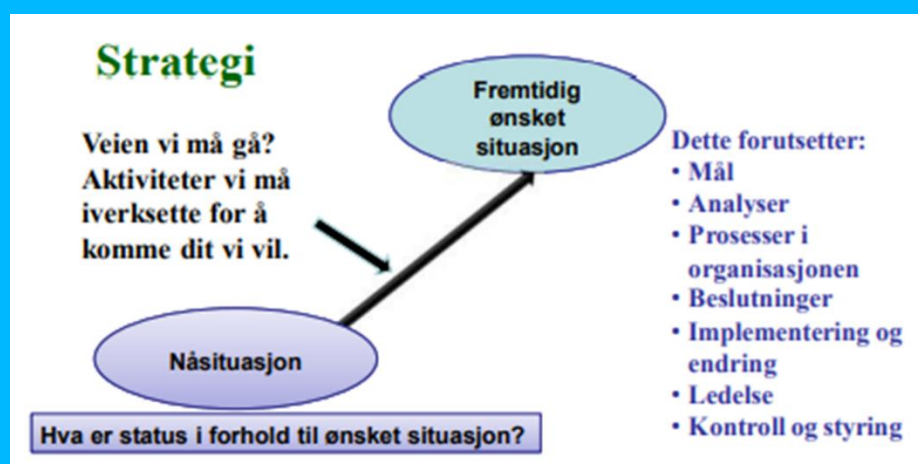 Strategi
Veien vi må gå?
Aktiviteter vi må
iverksette for å
komme dit vi vil.
Fremtidig
ønsket
situasjon
Nåsituasjon
Hva er status i forhold til ønsket situasjon?
Dette forutsetter:
• Mål
• Analyser
• Prosesser i
organisasjonen
• Beslutninger
• Implementering og
endring
• Ledelse
• Kontroll og styring